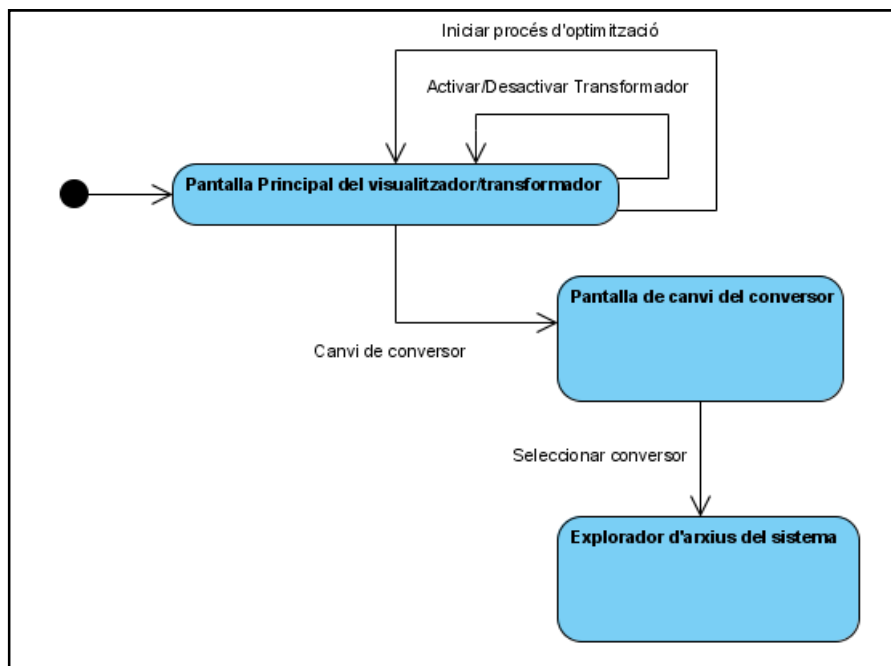 Iniciar procés d'optimització
Activar/Desactivar Transformador
Pantalla Principal del visualitzador/transformador
Pantalla de canvi del conversor
Canvi de conversor
Seleccionar conversor
Explorador d'arxius del sistema